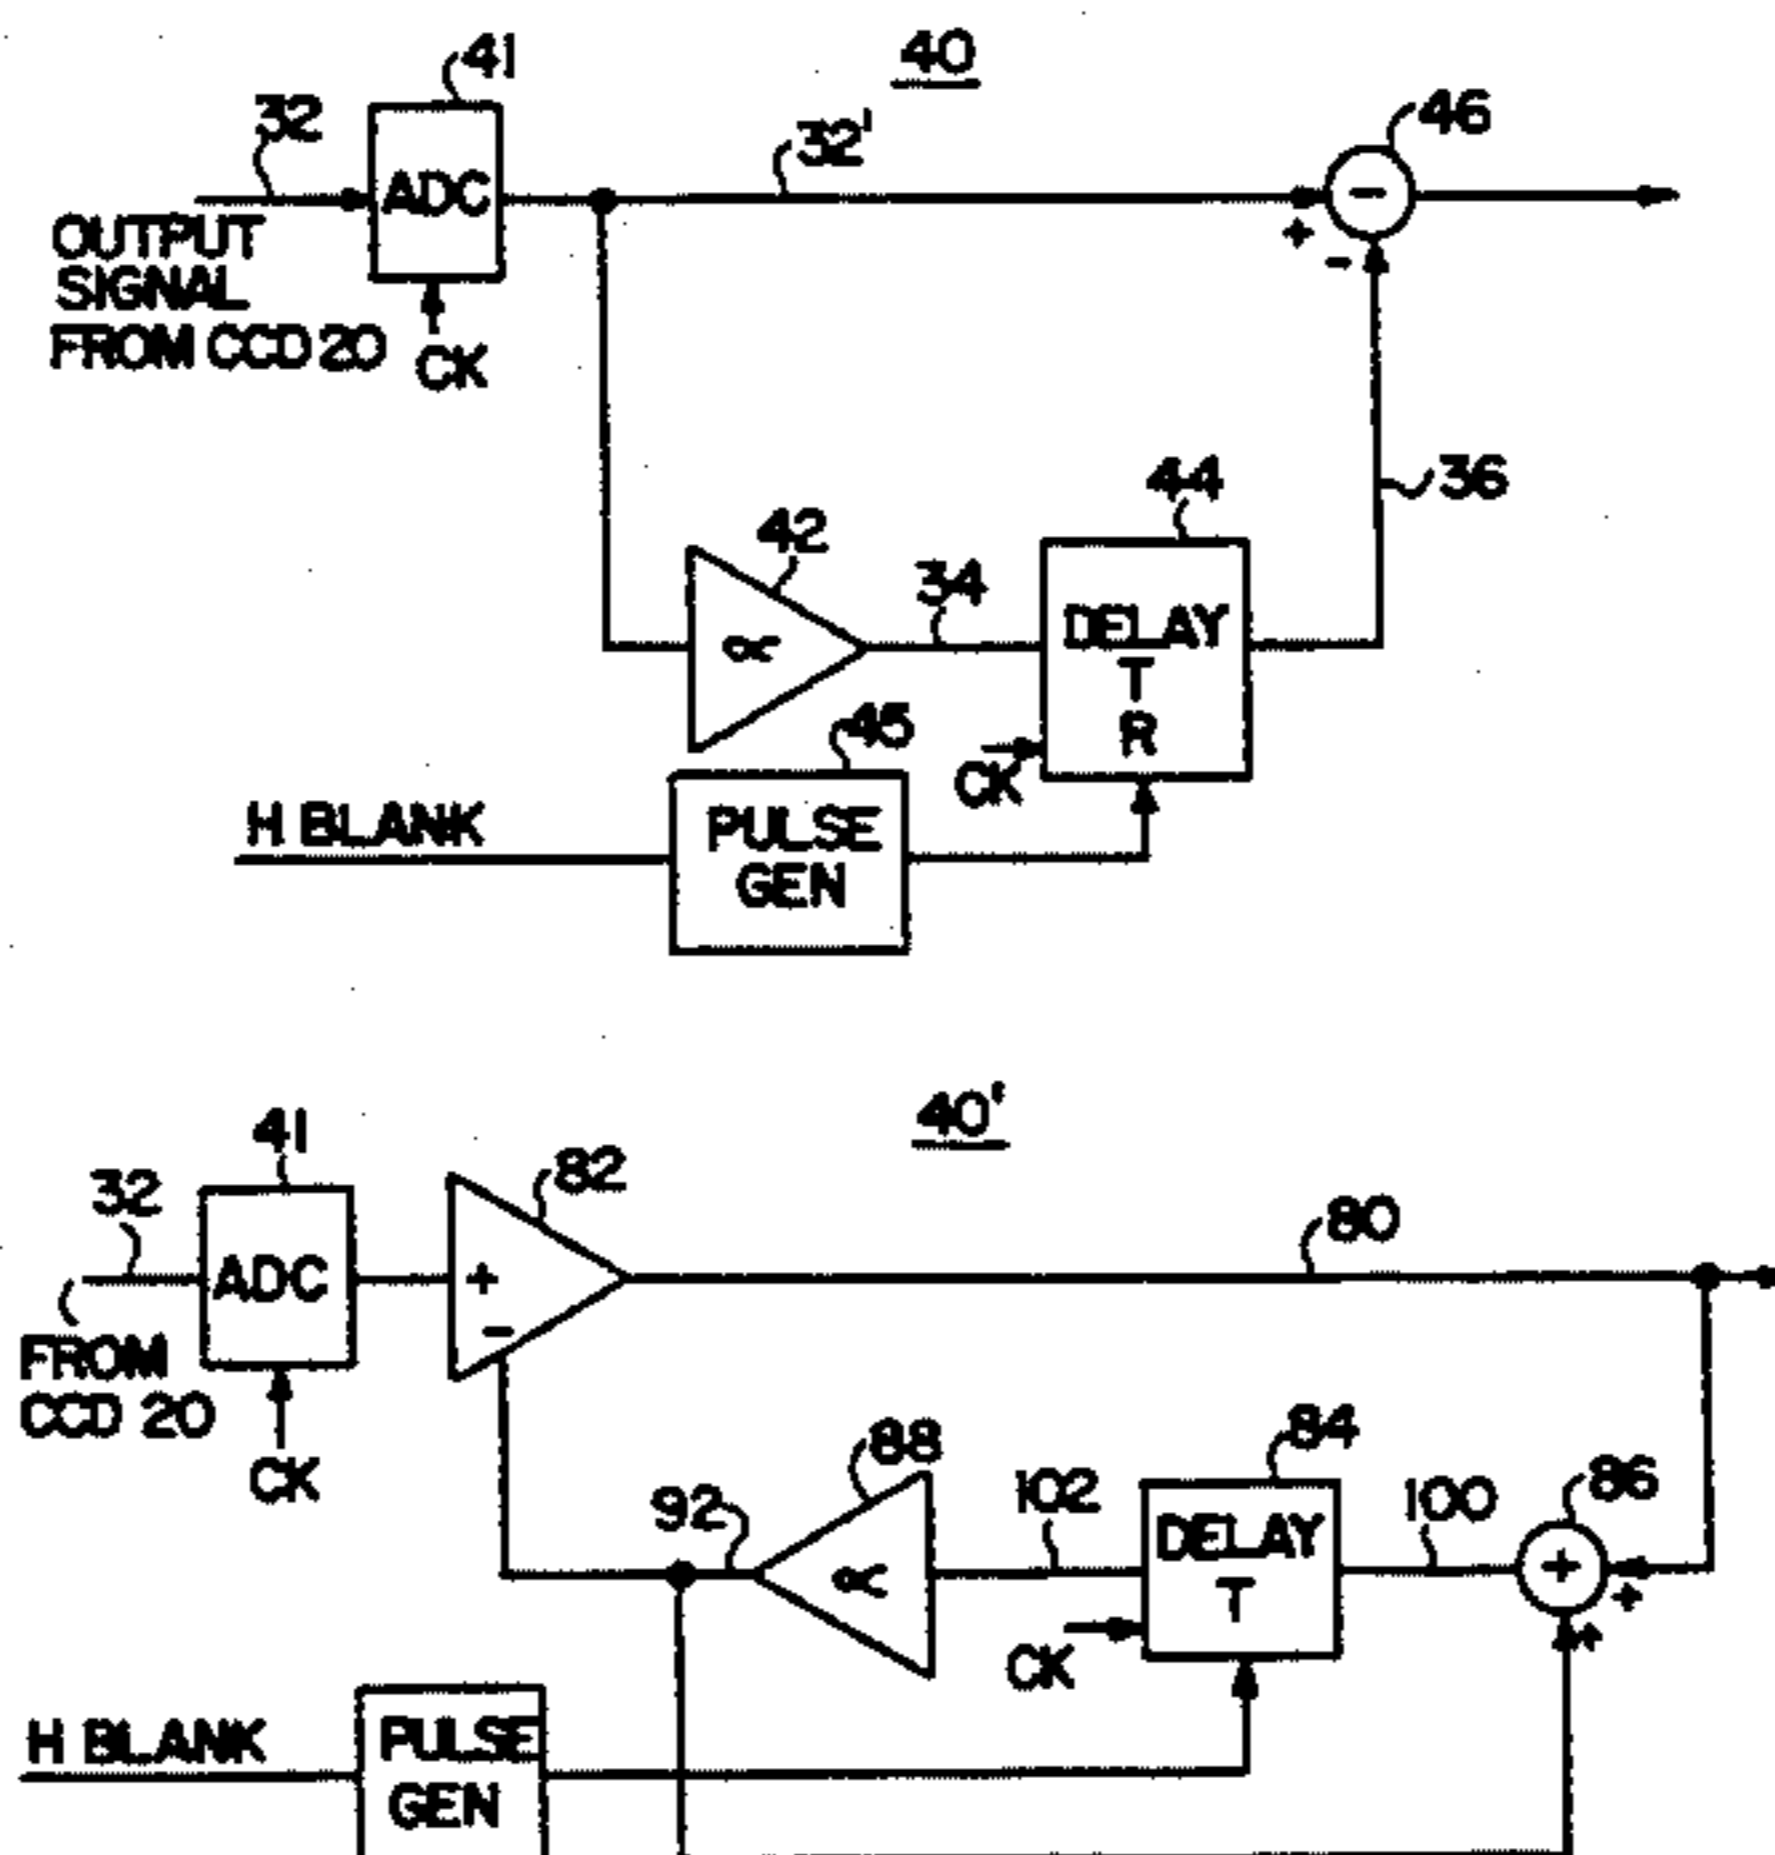 41
40
46
32
32'
ADC
-
OUTPUT
SIGNAL
FROM CCD 20
+
-
CK
44
36
42
34
DELAY
T
R
∝
45
CK
H BLANK
PULSE
GEN
40'
41
82
32
80
ADC
+
-
FROM
CCD 20
CK
88
84
86
92
102
100
DELAY
T
∝
+
+
+
CK
H BLANK
PULSE
GEN